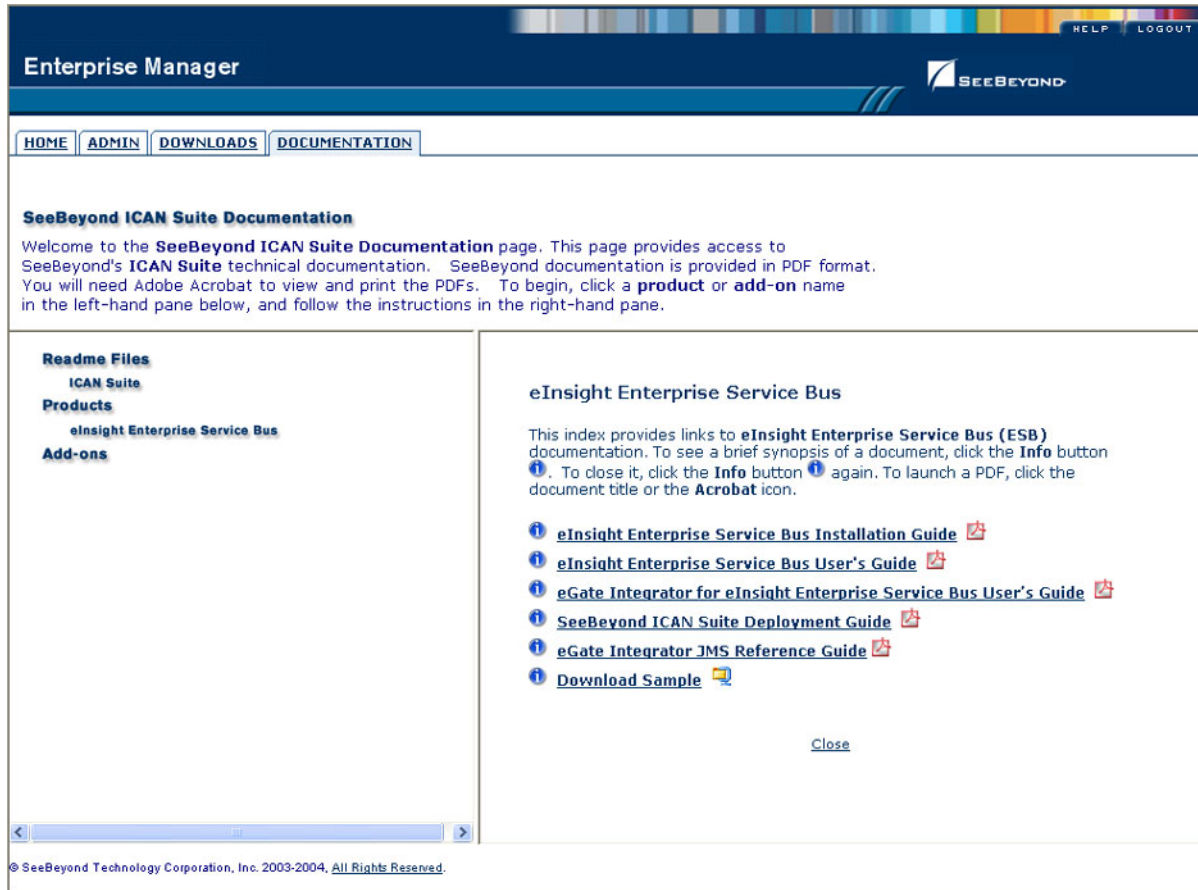 HELP LOGOUT
Enterprise Manager
SEEBEYOND
HOME ADMIN DOWNLOADS DOCUMENTATION
SeeBeyond ICAN Suite Documentation
Welcome to the SeeBeyond ICAN Suite Documentation page. This page provides access to
SeeBeyond's ICAN Suite technical documentation. SeeBeyond documentation is provided in PDF format.
You will need Adobe Acrobat to view and print the PDFs. To begin, click a product or add-on name
in the left-hand pane below, and follow the instructions in the right-hand pane.
Readme Files
ICAN Suite
Products
eInsight Enterprise Service Bus
Add-ons
eInsight Enterprise Service Bus
This index provides links to eInsight Enterprise Service Bus (ESB)
documentation. To see a brief synopsis of a document, click the Info button
. To close it, click the Info button again. To launch a PDF, click the
document title or the Acrobat icon.
eInsight Enterprise Service Bus Installation Guide
eInsight Enterprise Service Bus User's Guide
eGate Integrator for eInsight Enterprise Service Bus User's Guide
SeeBeyond ICAN Suite Deployment Guide
eGate Integrator JMS Reference Guide
Download Sample
Close
© SeeBeyond Technology Corporation, Inc. 2003-2004, All Rights Reserved.